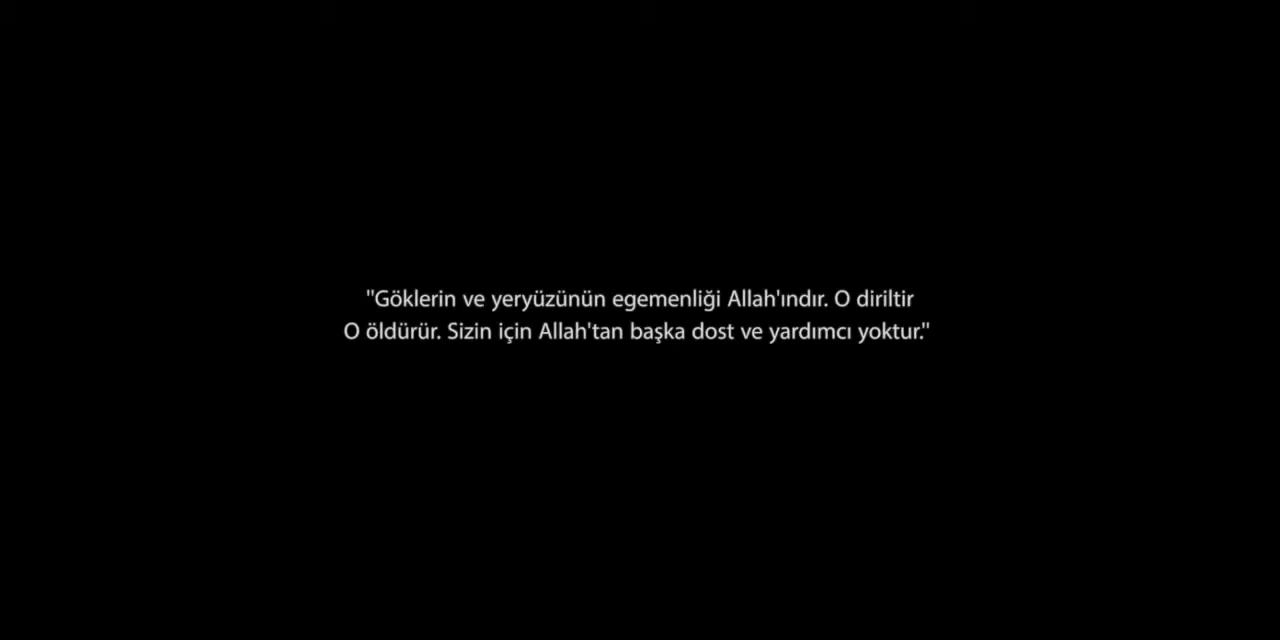 "Göklerin ve yeryüzünün egemenliği Allah'ındır. O diriltir
O öldürür. Sizin için Allah'tan başka dost ve yardımcı yoktur."